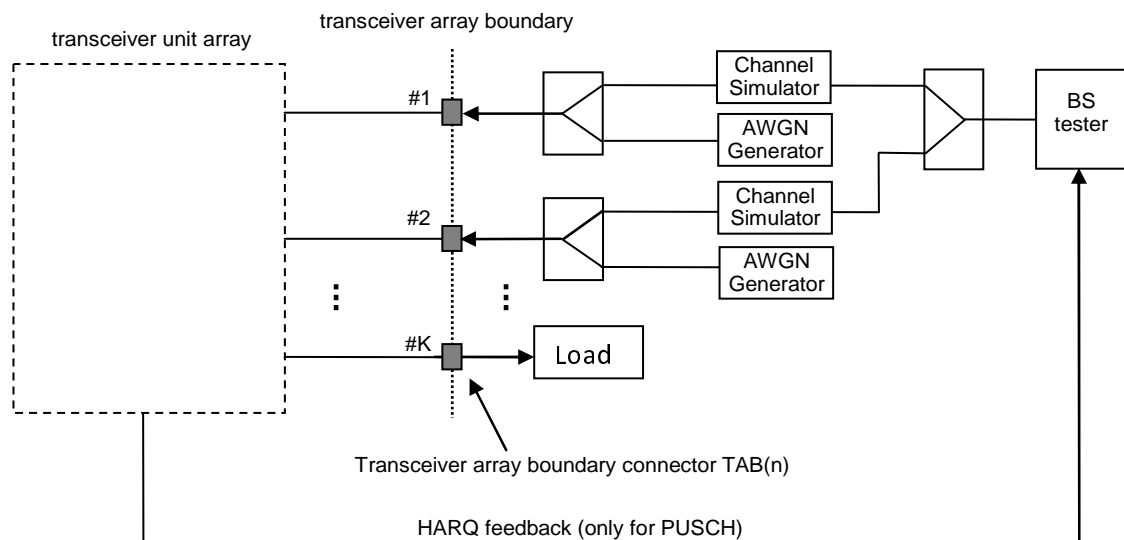 transceiver array boundary
transceiver unit array
#1
Channel
Simulator
AWGN
Generator
BS
tester
#2
Channel
Simulator
AWGN
Generator
#K
Load
Transceiver array boundary connector TAB(n)
HARQ feedback (only for PUSCH)